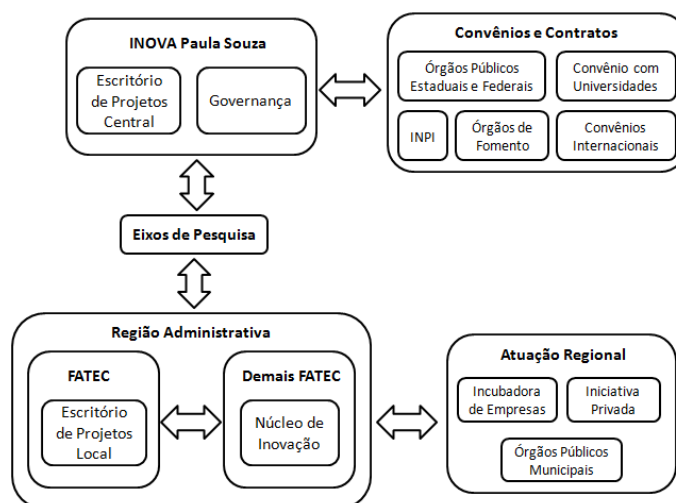 INOVA Paula Souza
Escritório
de Projetos
Central
Governança
Convênios e Contratos
Órgãos Públicos
Estaduais e Federais
Convênio com
Universidades
INPI
Órgãos de
Fomento
Convênios
Internacionais
Eixos de Pesquisa
Região Administrativa
FATEC
Escritório
de Projetos
Local
Demais FATEC
Núcleo de
Inovação
Atuação Regional
Incubadora
de Empresas
Iniciativa
Privada
Órgãos Públicos
Municipais